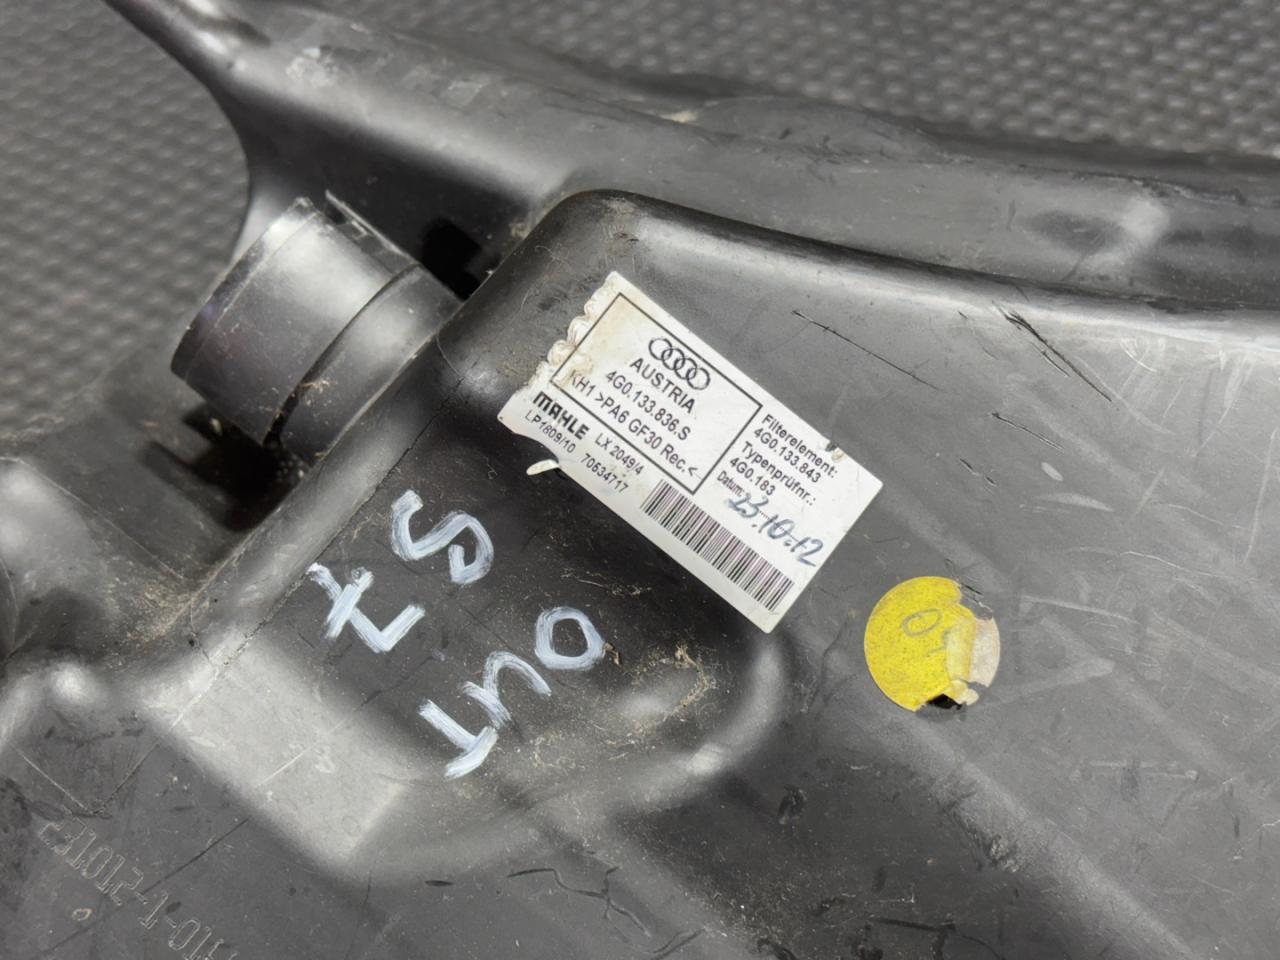 AUSTRIA
4G0.133.836.S
KH1 >PA6 GF30 Rec.<
MAHLE LX 2049/4
LP1809/10 70534717
Filterelement:
4G0.133.843
Typenprüfnr.:
4G0.183
Datum: 23.10.12
OUT